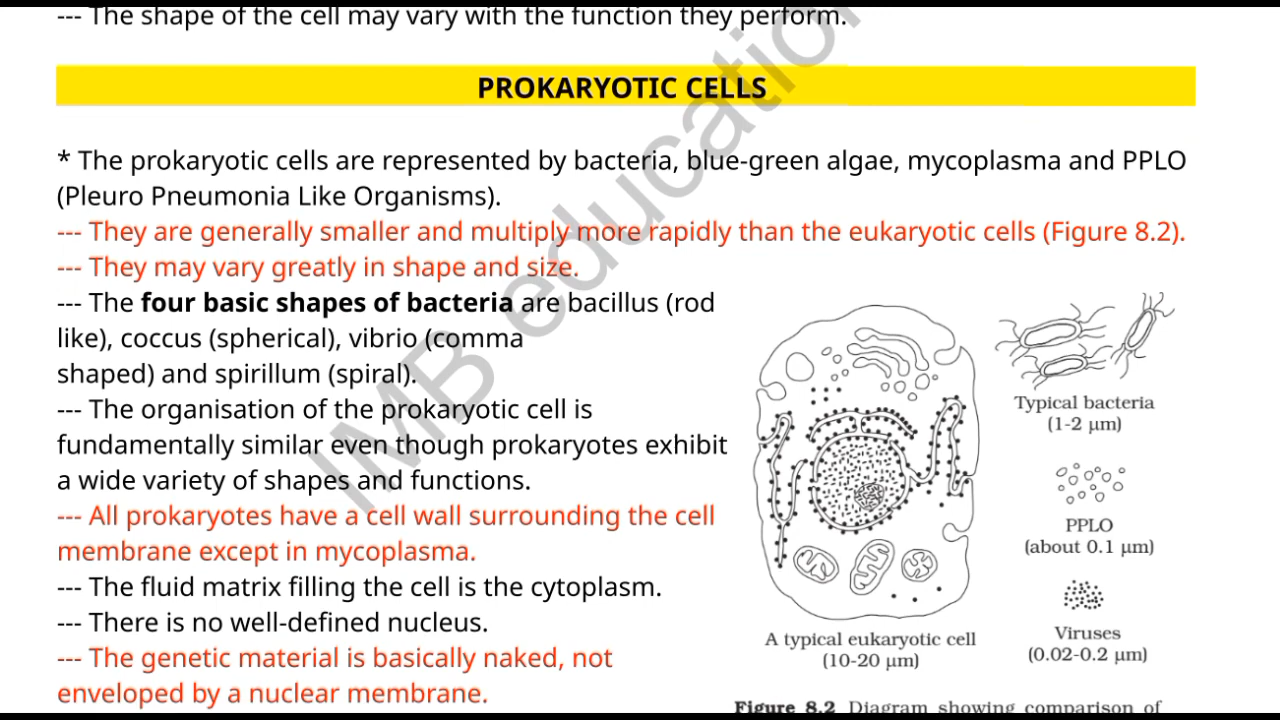 --- The shape of the cell may vary with the function they perform.
PROKARYOTIC CELLS
* The prokaryotic cells are represented by bacteria, blue-green algae, mycoplasma and PPLO
(Pleuro Pneumonia Like Organisms).
--- They are generally smaller and multiply more rapidly than the eukaryotic cells (Figure 8.2).
--- They may vary greatly in shape and size.
--- The four basic shapes of bacteria are bacillus (rod
like), coccus (spherical), vibrio (comma
shaped) and spirillum (spiral).
--- The organisation of the prokaryotic cell is
fundamentally similar even though prokaryotes exhibit
a wide variety of shapes and functions.
--- All prokaryotes have a cell wall surrounding the cell
membrane except in mycoplasma.
--- The fluid matrix filling the cell is the cytoplasm.
--- There is no well-defined nucleus.
--- The genetic material is basically naked, not
enveloped by a nuclear membrane.
Typical bacteria
(1-2 μm)
PPLO
(about 0.1 μm)
Viruses
(0.02-0.2 μm)
A typical eukaryotic cell
(10-20 μm)
Figure 8.2 Diagram showing comparison of
IMB education